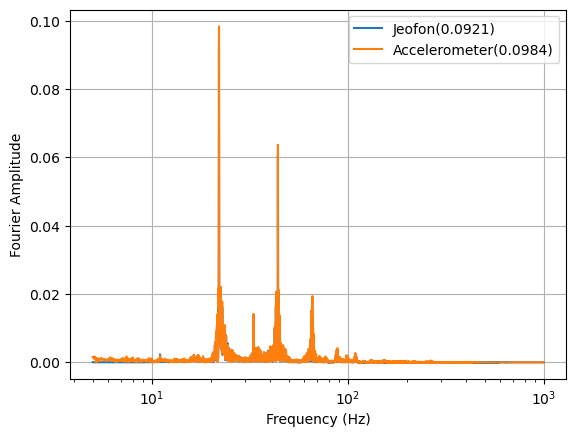 0.10
0.08
0.06
0.04
0.02
0.00
Fourier Amplitude
Jeofon(0.0921)
Accelerometer(0.0984)
10¹
10²
10³
Frequency (Hz)